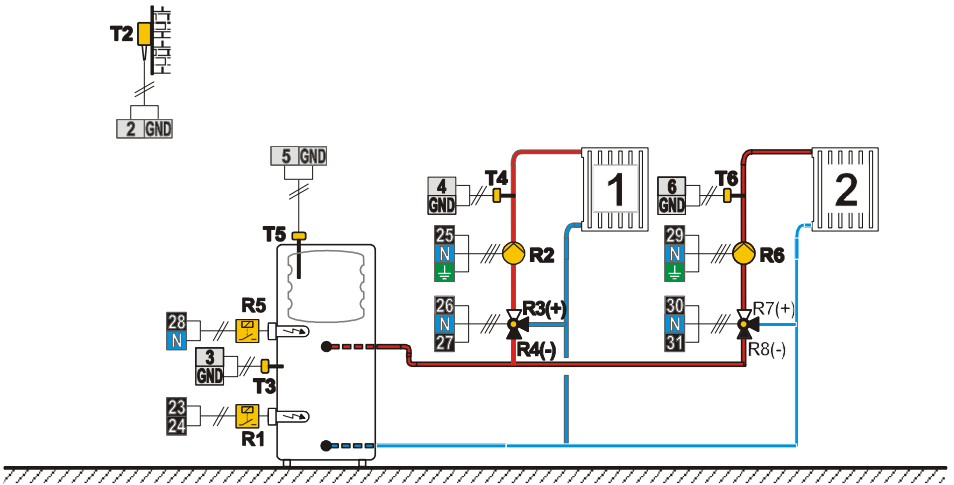 T2
2 GND
5 GND
T5
4
GND
T4
1
6
GND
T6
2
25
N
R2
29
N
R6
R5
28
N
26
N
27
R3(+)
R4(-)
30
N
31
R7(+)
R8(-)
3
GND
T3
23
24
R1